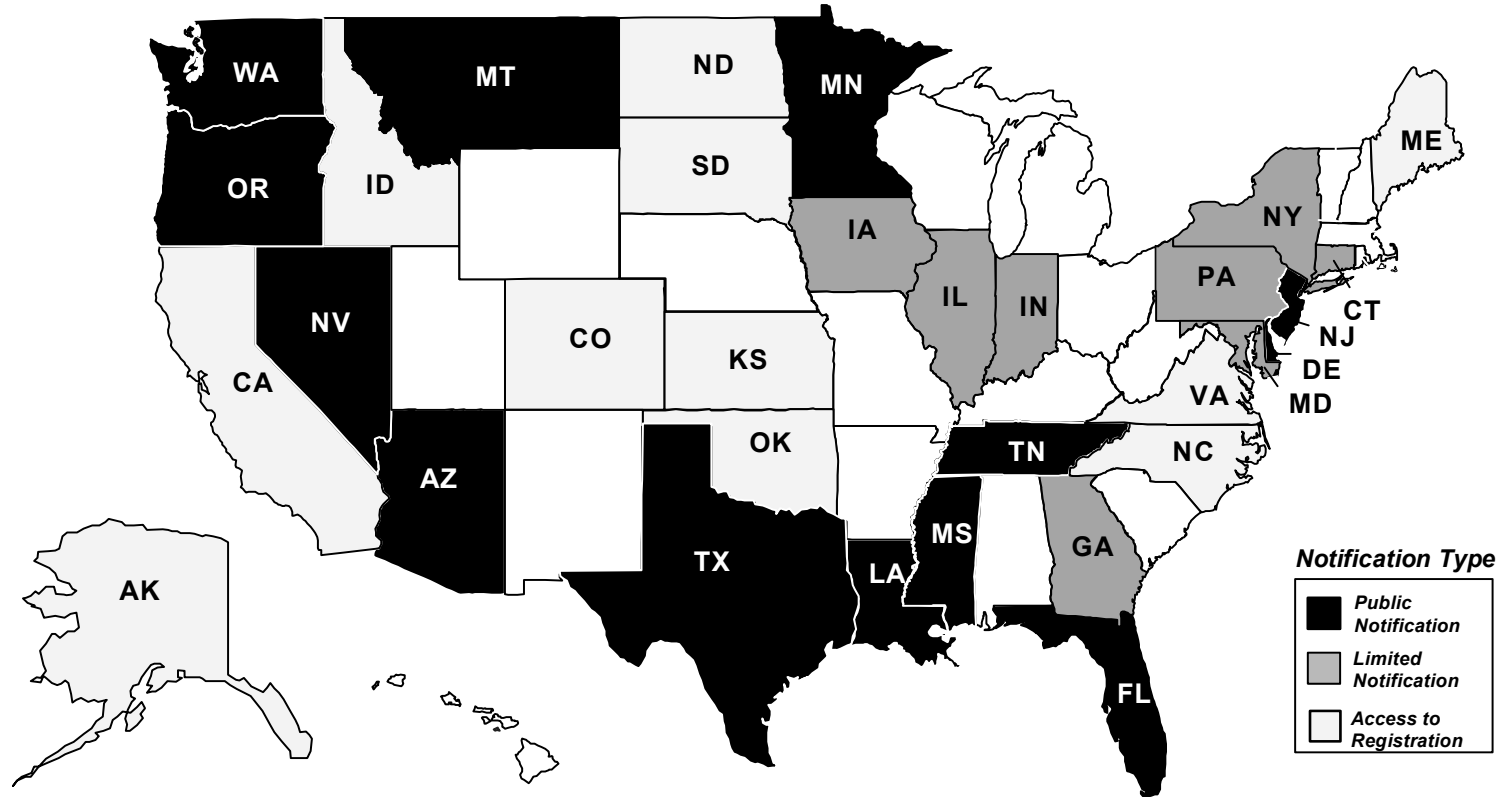 WA
MT
ND
MN
ME
OR
ID
SD
NY
IA
PA
IL
IN
CT
NV
CO
NJ
KS
DE
CA
VA
MD
OK
TN
NC
AZ
MS
TX
GA
LA
AK
FL
Notification Type
Public
Notification
Limited
Notification
Access to
Registration